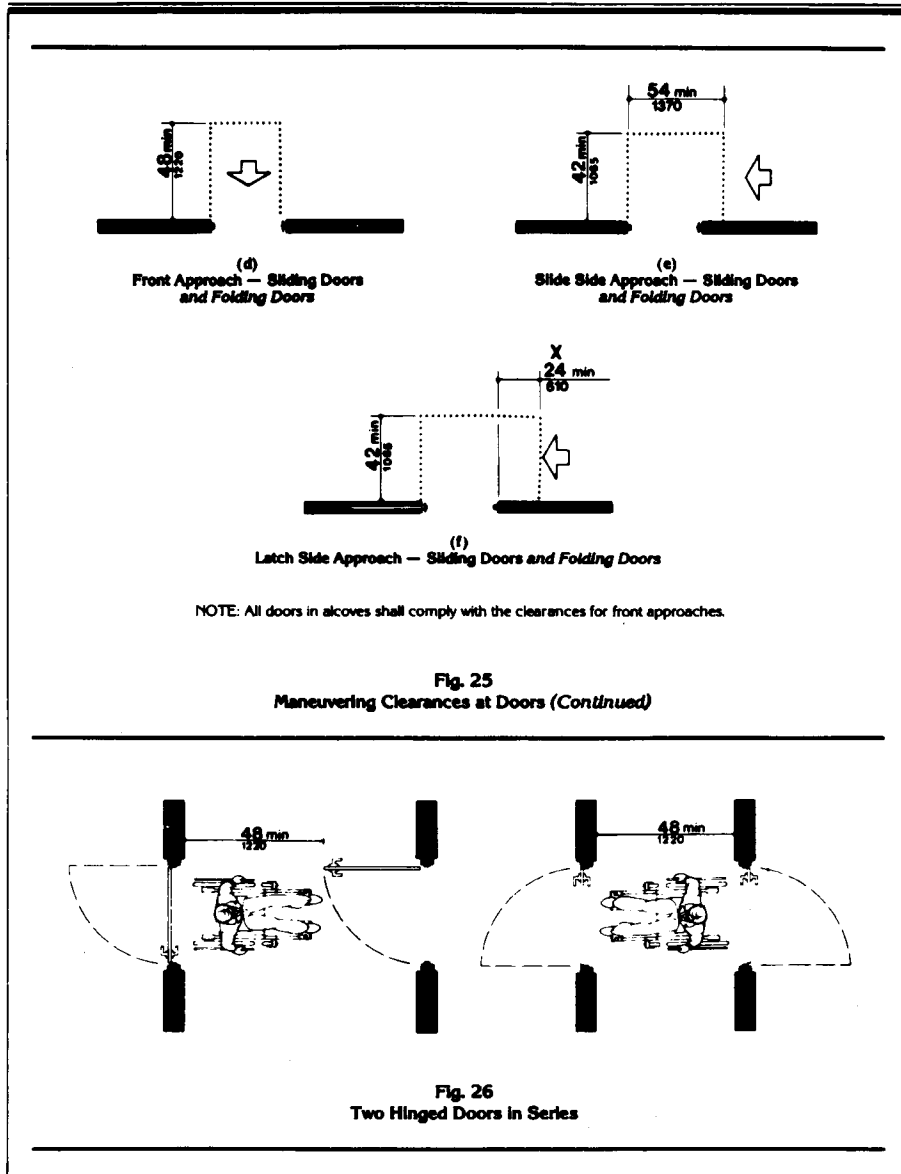 48 min
1220
(d)
Front Approach — Sliding Doors
and Folding Doors
54 min
1370
42 min
1065
(e)
Slide Side Approach — Sliding Doors
and Folding Doors
X
24 min
610
42 min
1065
(f)
Latch Side Approach — Sliding Doors and Folding Doors
NOTE: All doors in alcoves shall comply with the clearances for front approaches.
Fig. 25
Maneuvering Clearances at Doors (Continued)
48 min
1220
48 min
1220
Fig. 26
Two Hinged Doors in Series